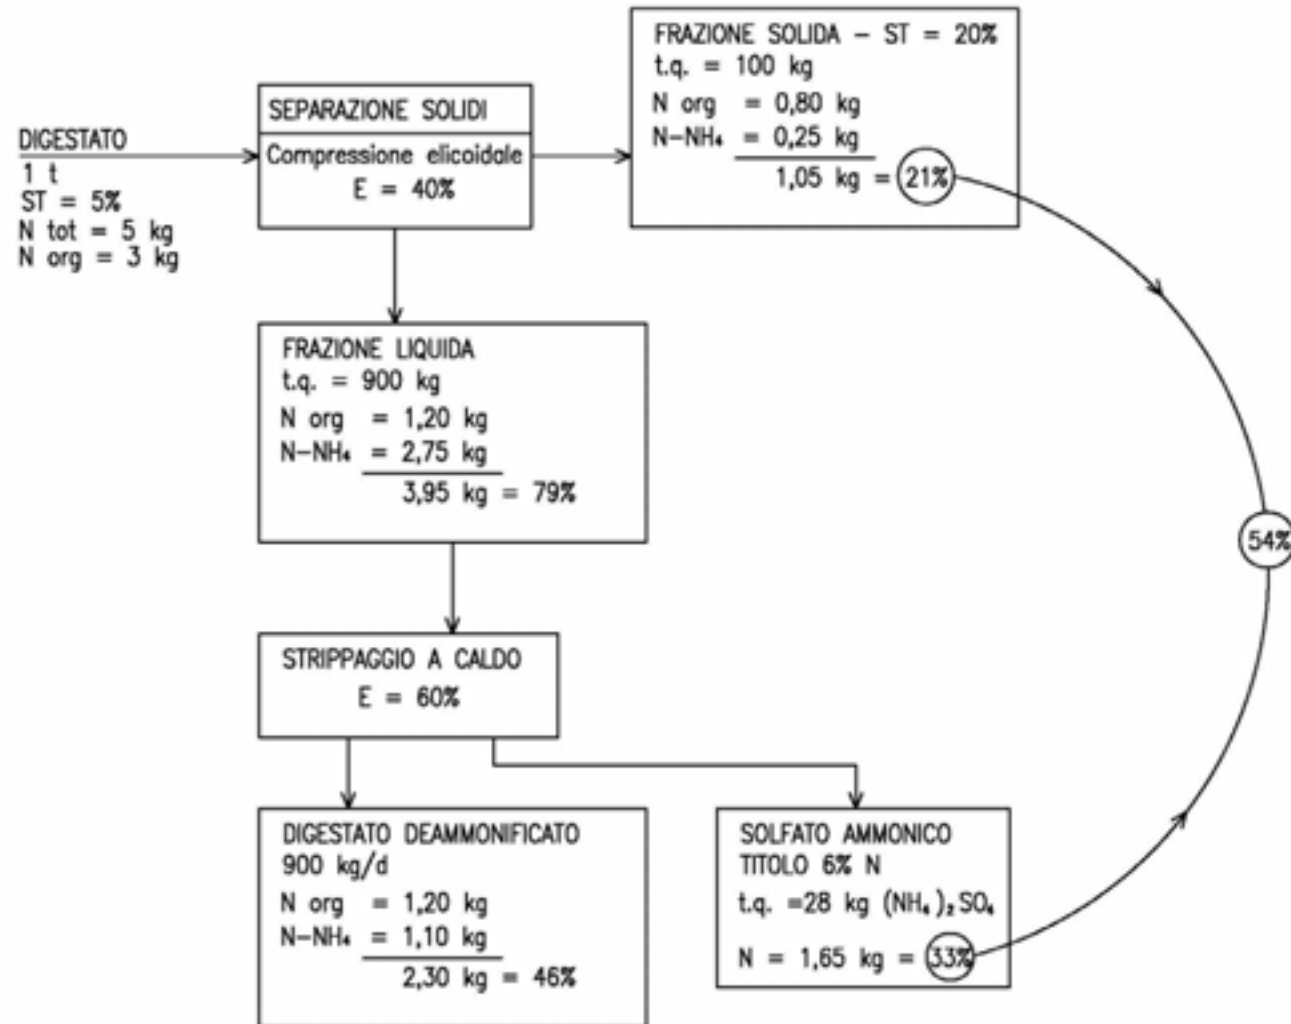 DIGESTATO
1 t
ST = 5%
N tot = 5 kg
N org = 3 kg
SEPARAZIONE SOLIDI
Compressione elicoidale
E = 40%
FRAZIONE SOLIDA – ST = 20%
t.q. = 100 kg
N org = 0,80 kg
N–NH₄ = 0,25 kg
1,05 kg = 21%
FRAZIONE LIQUIDA
t.q. = 900 kg
N org = 1,20 kg
N–NH₄ = 2,75 kg
3,95 kg = 79%
54%
STRIPPAGGIO A CALDO
E = 60%
DIGESTATO DEAMMONIFICATO
900 kg/d
N org = 1,20 kg
N–NH₄ = 1,10 kg
2,30 kg = 46%
SOLFATO AMMONICO
TITOLO 6% N
t.q. =28 kg (NH₄)₂SO₄
N = 1,65 kg = 33%